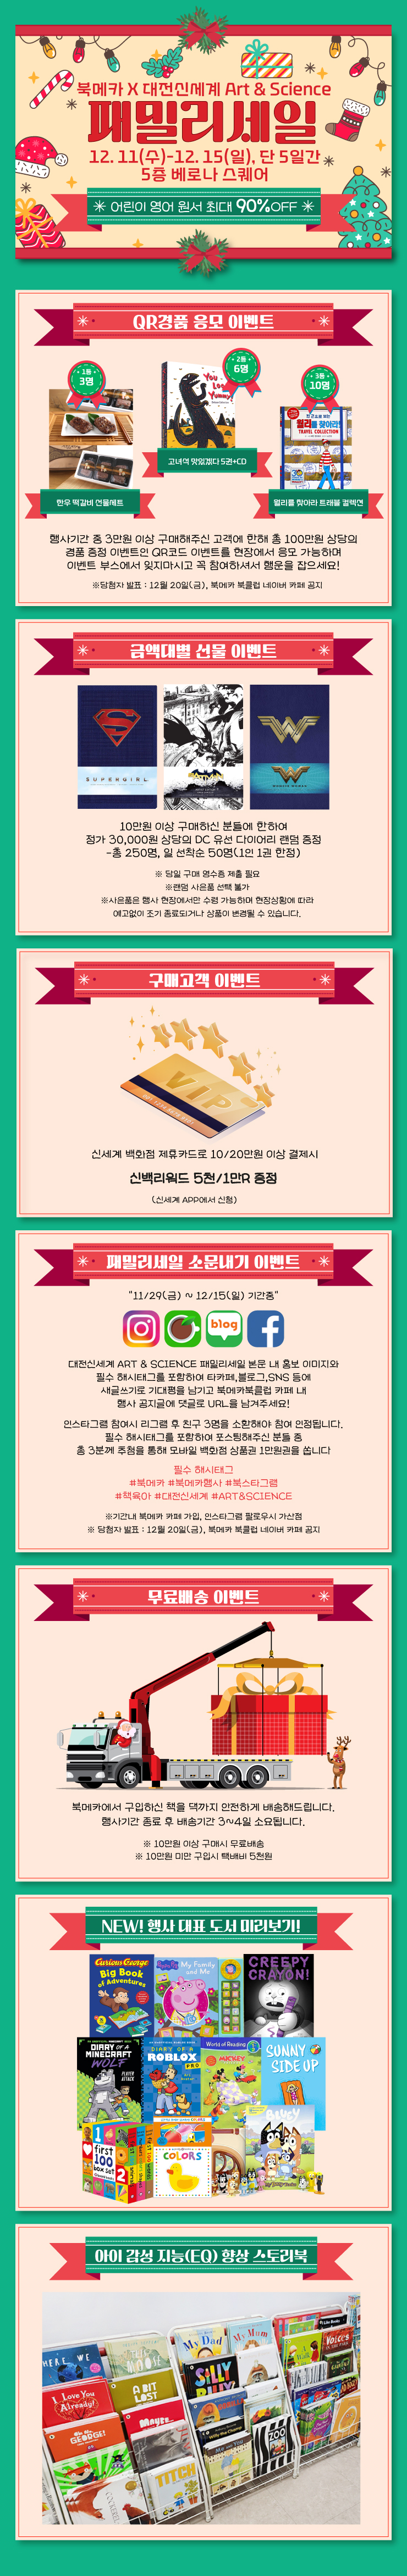 북메카 X 대전신세계 Art & Science
패밀리세일
12. 11(수)-12. 15(일), 단 5일간
5층 베로나 스퀘어
✳ 어린이 영어 원서 최대 90%OFF ✳
QR경품 응모 이벤트
1등
3명
2등
6명
3등
10명
한우 떡갈비 선물세트
고녀석 맛있겠다 5권+CD
윌리를 찾아라 트래블 컬렉션
행사기간 중 3만원 이상 구매해주신 고객에 한해 총 100만원 상당의
경품 증정 이벤트인 QR코드 이벤트를 현장에서 응모 가능하며
이벤트 부스에서 잊지마시고 꼭 참여하셔서 행운을 잡으세요!
※당첨자 발표 : 12월 20일(금), 북메카 북클럽 네이버 카페 공지
금액대별 선물 이벤트
SUPERGIRL
10만원 이상 구매하신 분들에 한하여
정가 30,000원 상당의 DC 유선 다이어리 랜덤 증정
-총 250명, 일 선착순 50명(1인 1권 한정)
※ 당일 구매 영수증 제출 필요
※랜덤 사은품 선택 불가
※사은품은 행사 현장에서만 수령 가능하며 현장상황에 따라
예고없이 조기 종료되거나 상품이 변경될 수 있습니다.
구매고객 이벤트
VIP
신세계 백화점 제휴카드로 10/20만원 이상 결제시
신백리워드 5천/1만R 증정
(신세계 APP에서 신청)
패밀리세일 소문내기 이벤트
"11/29(금) ~ 12/15(일) 기간중"
blog
대전신세계 ART & SCIENCE 패밀리세일 본문 내 홍보 이미지와
필수 해시태그를 포함하여 타카페,블로그,SNS 등에
새글쓰기로 기대평을 남기고 북메카북클럽 카페 내
행사 공지글에 댓글로 URL을 남겨주세요!
인스타그램 참여시 리그램 후 친구 3명을 소환해야 참여 인정됩니다.
필수 해시태그를 포함하여 포스팅해주신 분들 중
총 3분께 추첨을 통해 모바일 백화점 상품권 1만원권을 쏩니다
필수 해시태그
#북메카 #북메카행사 #북스타그램
#책육아 #대전신세계 #ART&SCIENCE
※기간내 북메카 카페 가입, 인스타그램 팔로우시 가산점
※ 당첨자 발표 : 12월 20일(금), 북메카 북클럽 네이버 카페 공지
무료배송 이벤트
북메카에서 구입하신 책을 댁까지 안전하게 배송해드립니다.
행사기간 종료 후 배송기간 3~4일 소요됩니다.
※ 10만원 이상 구매시 무료배송
※ 10만원 미만 구입시 택배비 5천원
NEW! 행사 대표 도서 미리보기!
Curious George
Big Book
of Adventures
My Family
and Me
CREEPY
CRAYON!
DIARY OF A
MINECRAFT
WOLF
PLAYER
ATTACK
DIARY OF A
ROBLOX
PRO
World of Reading
MICKEY
SUNNY
SIDE UP
first
100
box set
COLORS
아이 감성 지능(EQ) 향상 스토리북
HERE WE
MOOSE
My Dad
My Mum
I Love You
Already!
A BIT
LOST
SILLY
BILLY
Voices
GEORGE!
Maybe...
TITCH
ZOO